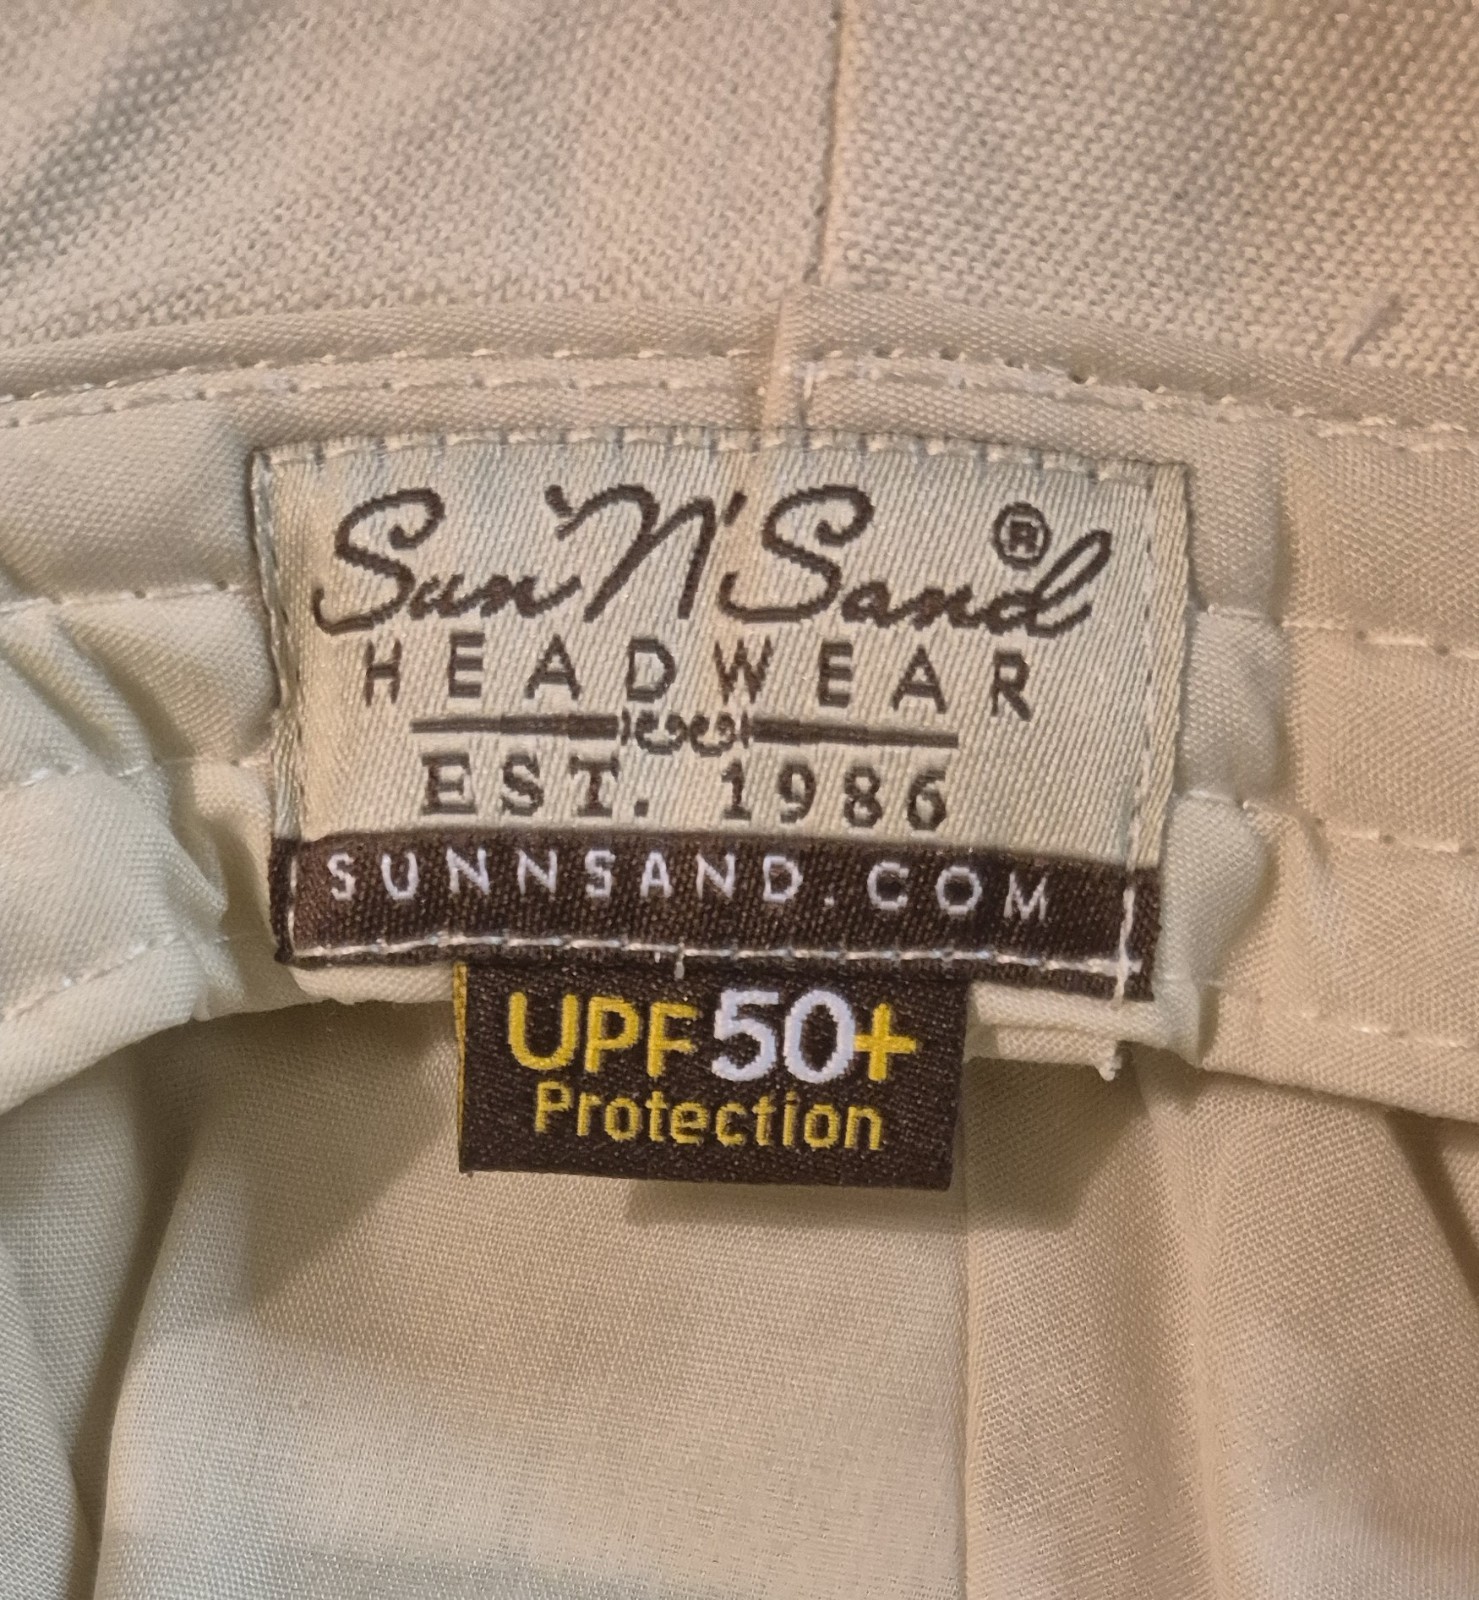 Sun 'N' Sand ®
HEADWEAR
EST. 1986
SUNNSAND.COM
UPF 50+
Protection